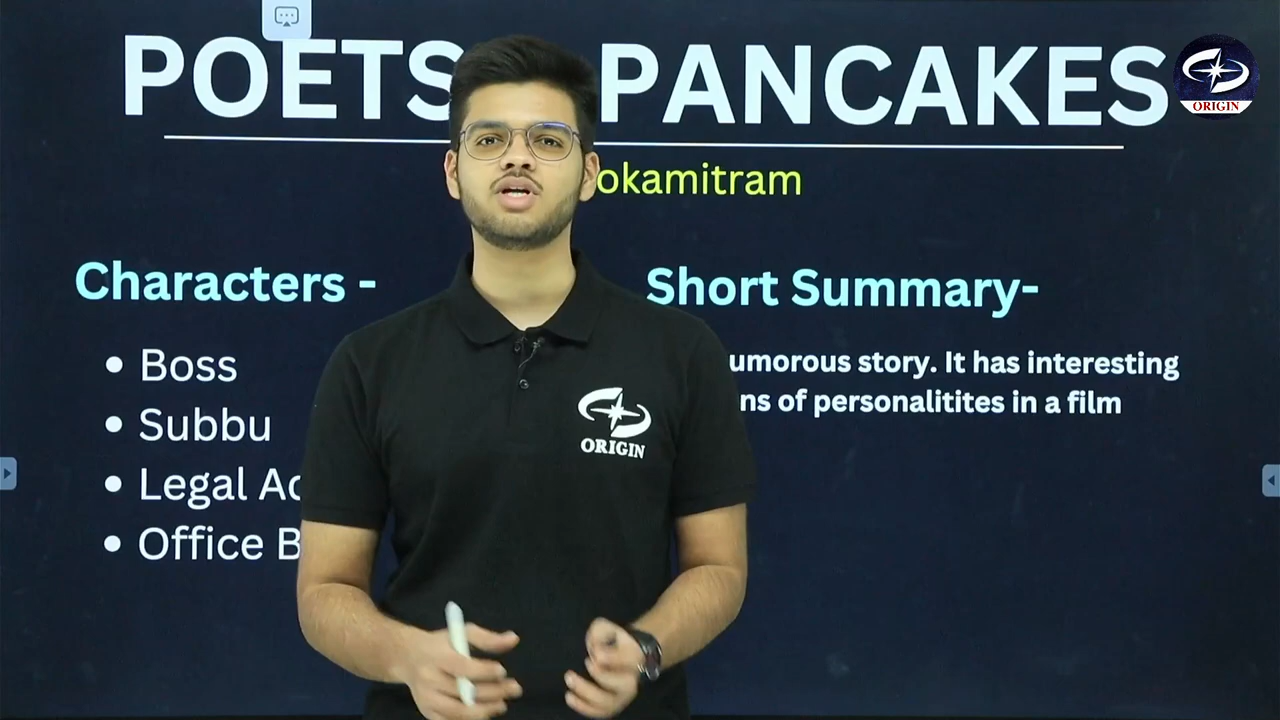 POETS PANCAKES
ORIGIN
okamitram
Characters -
Short Summary-
• Boss
umorous story. It has interesting
• Subbu
ns of personalitites in a film
ORIGIN
• Legal
• Office